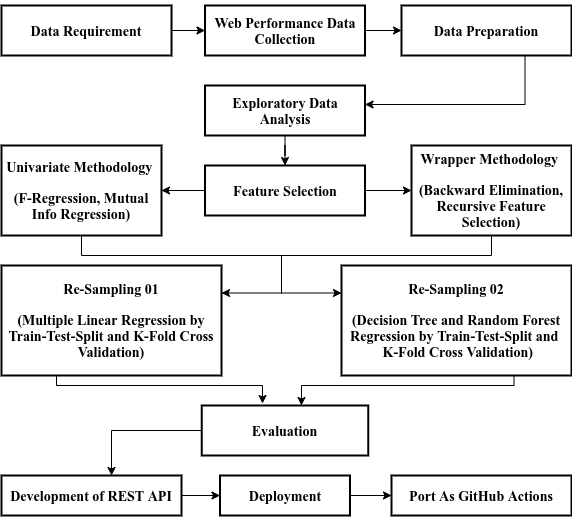 Data Requirement
Web Performance Data
Collection
Data Preparation
Exploratory Data
Analysis
Univariate Methodology
(F-Regression, Mutual
Info Regression)
Feature Selection
Wrapper Methodology
(Backward Elimination,
Recursive Feature
Selection)
Re-Sampling 01
(Multiple Linear Regression by
Train-Test-Split and K-Fold Cross
Validation)
Re-Sampling 02
(Decision Tree and Random Forest
Regression by Train-Test-Split and
K-Fold Cross Validation)
Evaluation
Development of REST API
Deployment
Port As GitHub Actions